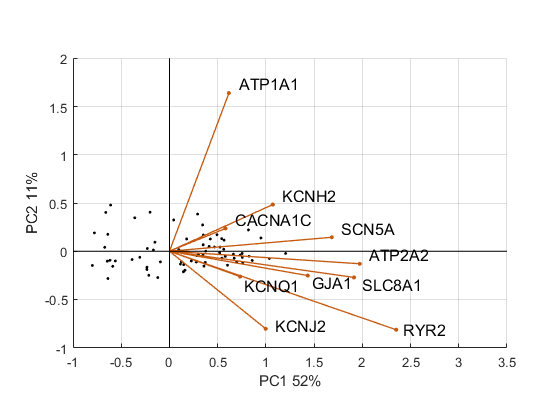 2
1.5
1
0.5
0
-0.5
-1
PC2 11%
ATP1A1
KCNH2
CACNA1C
SCN5A
ATP2A2
KCNQ1
GJA1
SLC8A1
KCNJ2
RYR2
-1 -0.5 0 0.5 1 1.5 2 2.5 3 3.5
PC1 52%